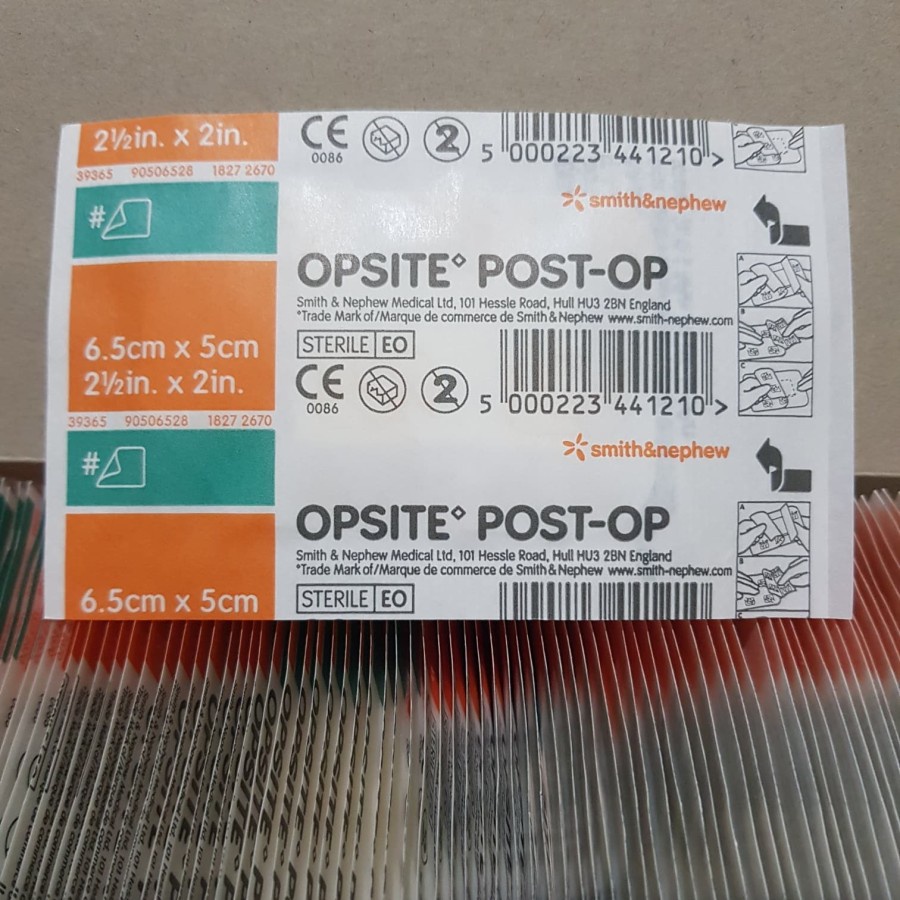 2½in. x 2in.
39365 90506528 1827 2670
CE
0086
2
5 000223 441210 >
#
smith&nephew
OPSITE◊ POST-OP
Smith & Nephew Medical Ltd, 101 Hessle Road, Hull HU3 2BN England
◊Trade Mark of/Marque de commerce de Smith & Nephew www.smith-nephew.com
A
B
C
6.5cm x 5cm
2½in. x 2in.
STERILE EO
CE
0086
2
5 000223 441210 >
39365 90506528 1827 2670
#
smith&nephew
OPSITE◊ POST-OP
Smith & Nephew Medical Ltd, 101 Hessle Road, Hull HU3 2BN England
◊Trade Mark of/Marque de commerce de Smith & Nephew www.smith-nephew.com
A
B
6.5cm x 5cm
STERILE EO